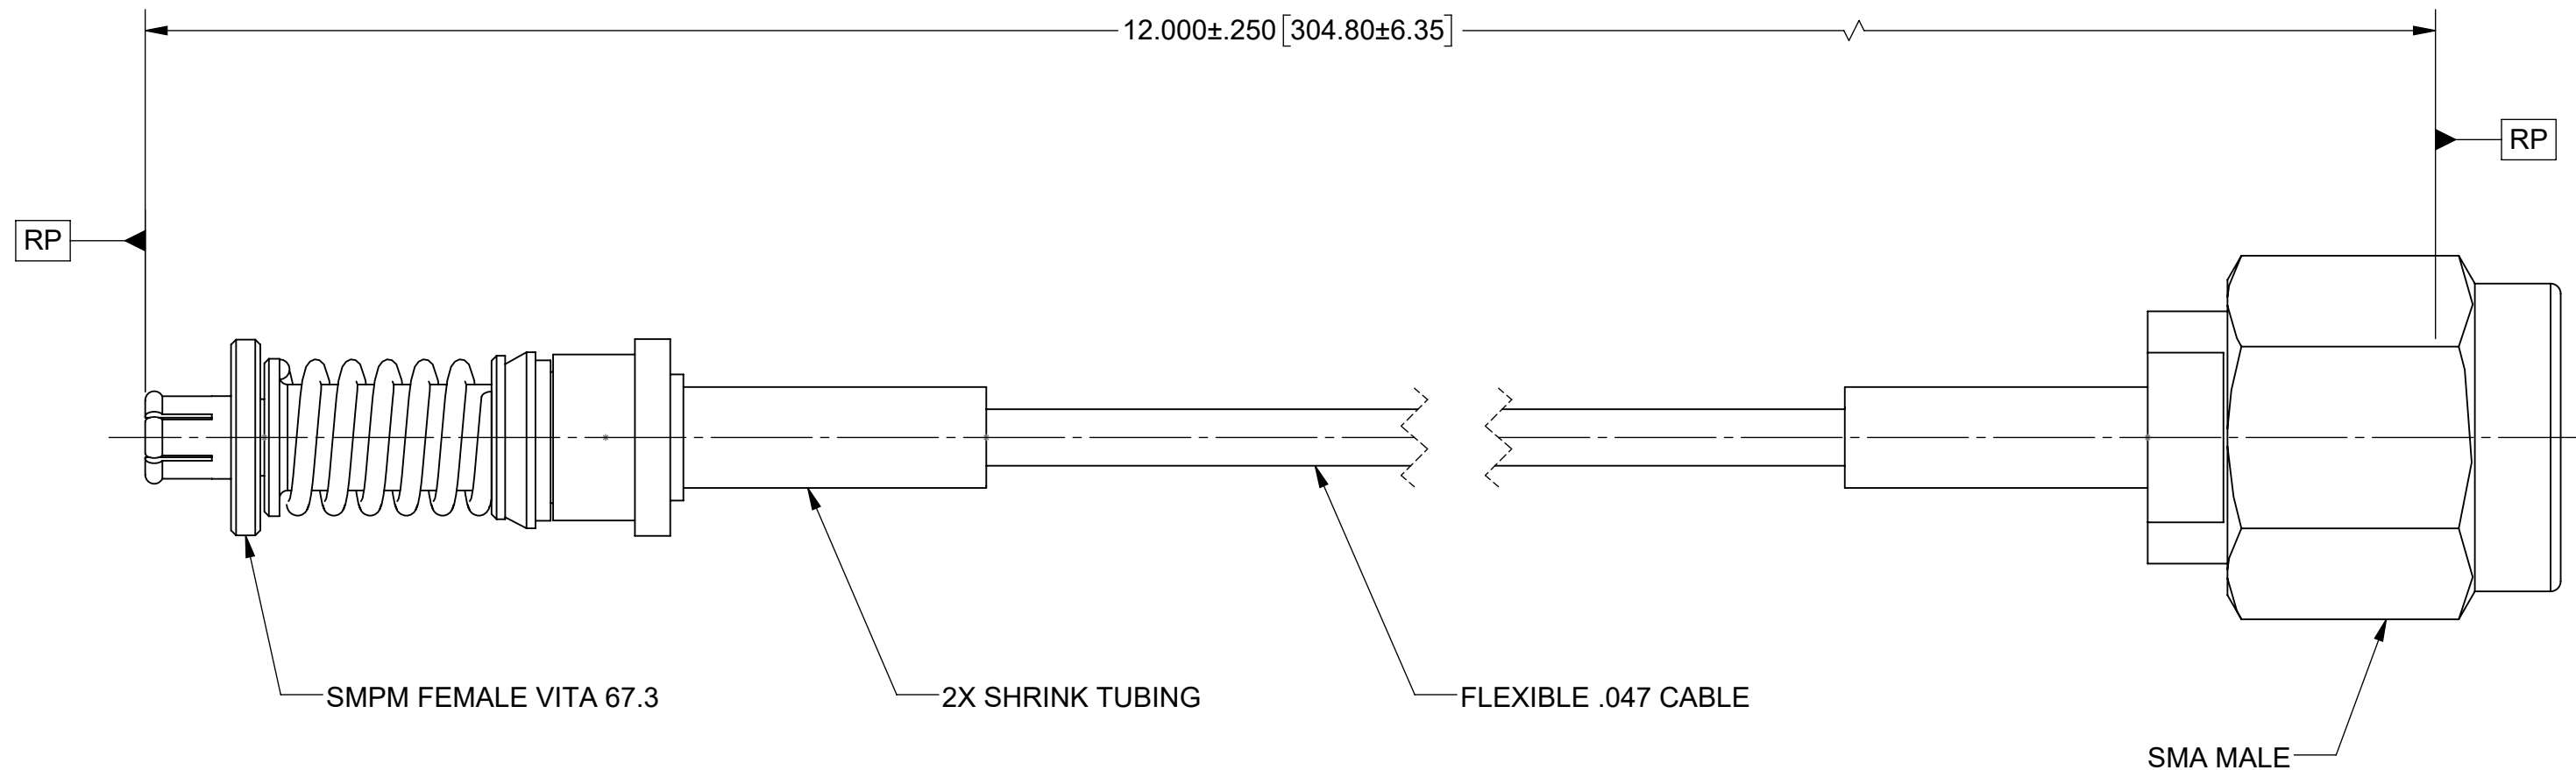 12.000±.250 [304.80±6.35]
RP
RP
SMPM FEMALE VITA 67.3
2X SHRINK TUBING
FLEXIBLE .047 CABLE
SMA MALE